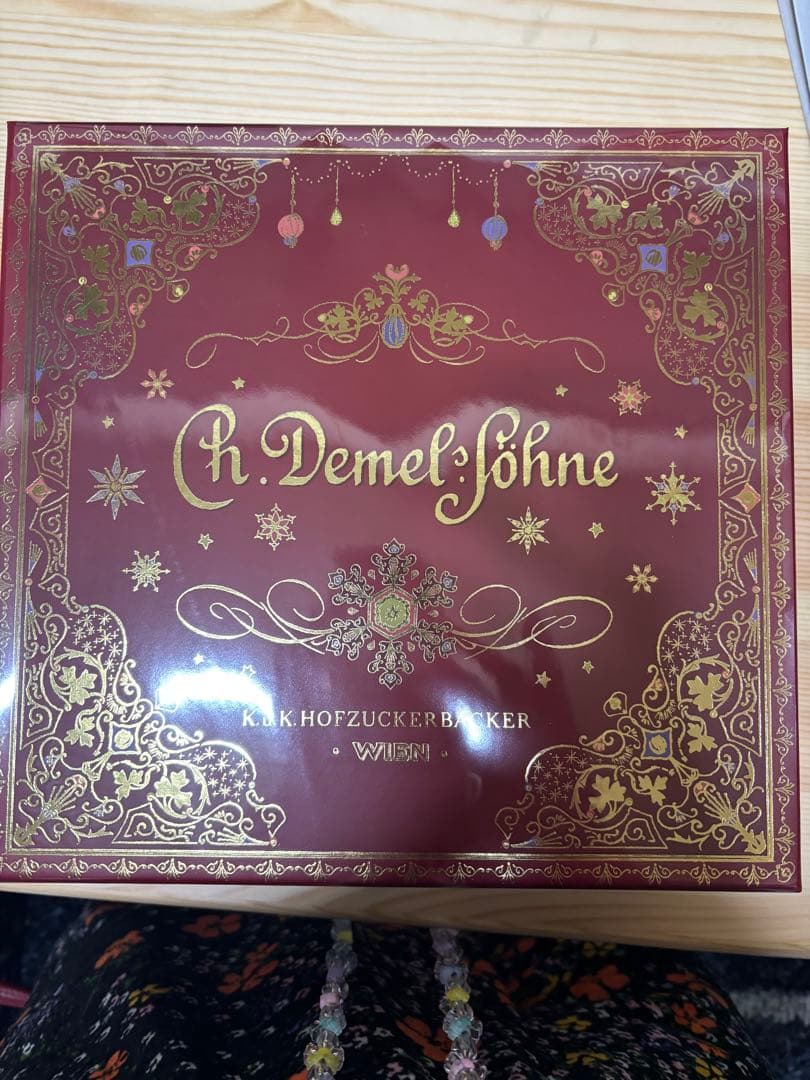 Ch. Demel's Söhne
K.u.K. HOFZUCKERBÄCKER
· WIEN ·